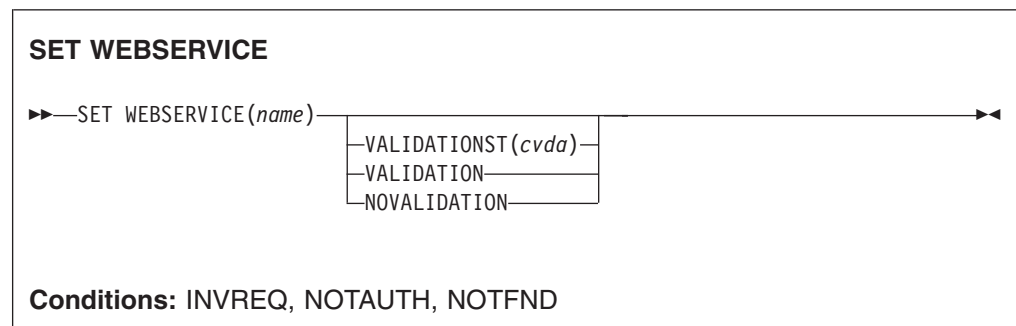 SET WEBSERVICE
SET WEBSERVICE(name)
VALIDATIONST(cvda)
VALIDATION
NOVALIDATION
Conditions: INVREQ, NOTAUTH, NOTFND